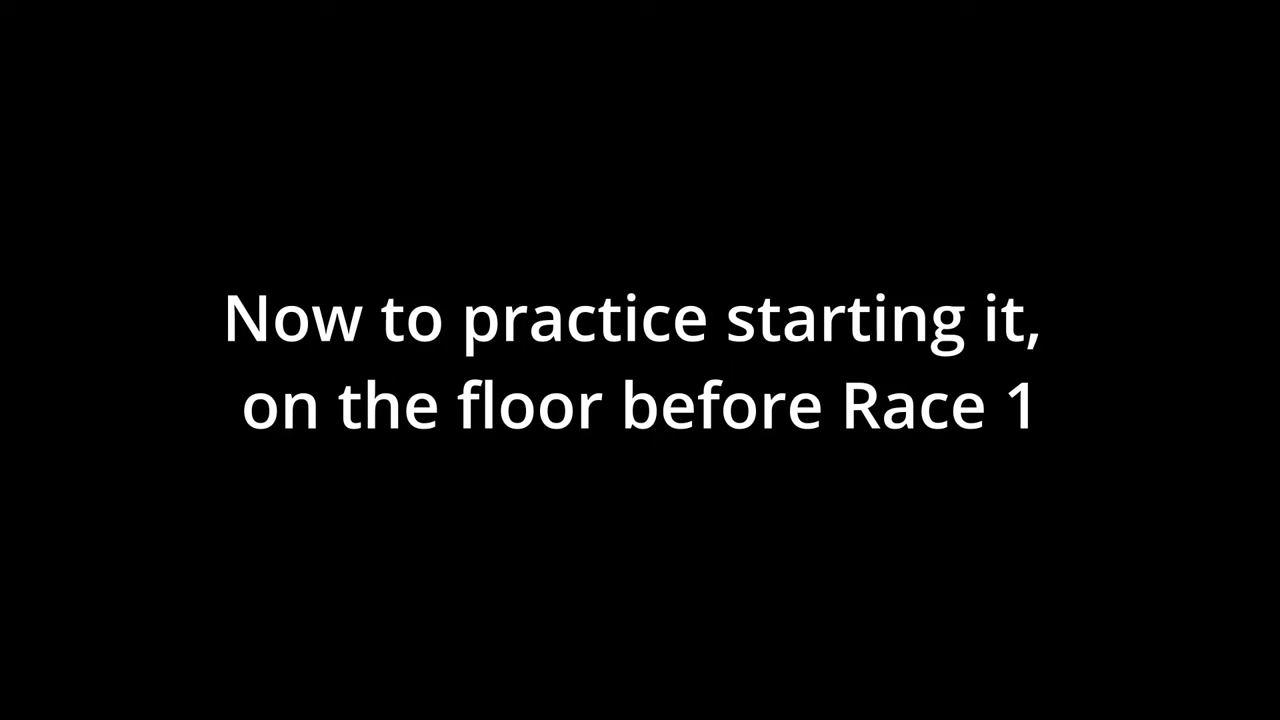 Now to practice starting it,
on the floor before Race 1